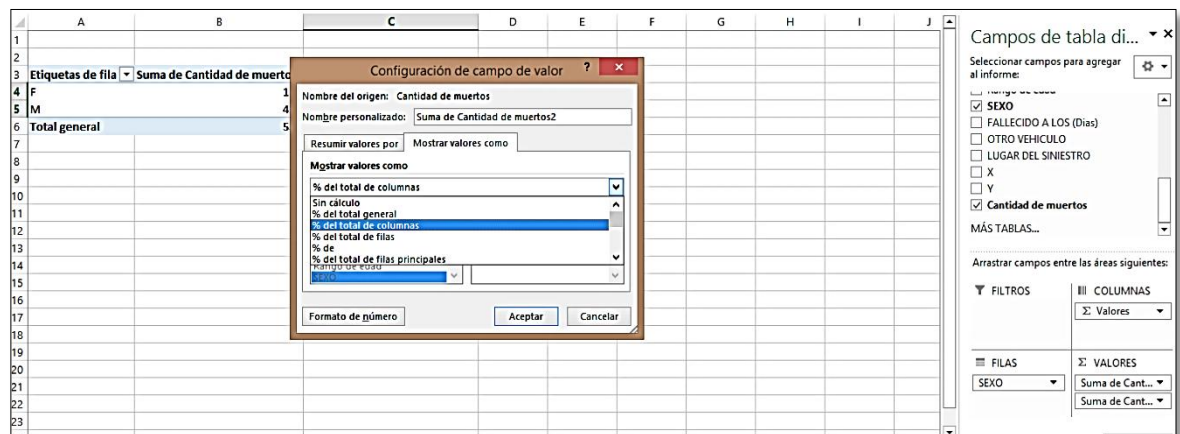 A B C D E F G H I J
1
2
3 Etiquetas de fila Suma de Cantidad de muerto
4 F 1
5 M 4
6 Total general 5
7
8
9
10
11
12
13
14
15
16
17
18
19
20
21
22
23
Configuración de campo de valor ? ×
Nombre del origen: Cantidad de muertos
Nombre personalizado: Suma de Cantidad de muertos2
Resumir valores por Mostrar valores como
Mostrar valores como
% del total de columnas
Sin cálculo
% del total general
% del total de columnas
% del total de filas
% de
% del total de filas principales
Rango de edad
SEXO
Formato de número Aceptar Cancelar
Campos de tabla di... ×
Seleccionar campos para agregar
al informe:
Rango de edad
SEXO
FALLECIDO A LOS (Dias)
OTRO VEHICULO
LUGAR DEL SINIESTRO
X
Y
Cantidad de muertos
MÁS TABLAS...
Arrastrar campos entre las áreas siguientes:
FILTROS COLUMNAS
Σ Valores
FILAS Σ VALORES
SEXO Suma de Cant...
Suma de Cant...